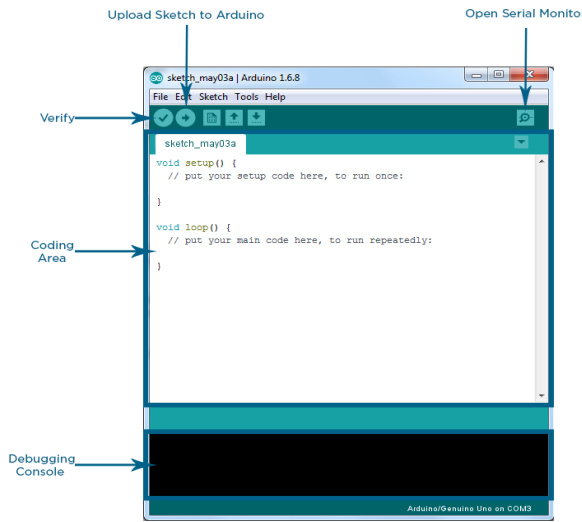 Upload Sketch to Arduino
Open Serial Monito
sketch_may03a | Arduino 1.6.8
File Edit Sketch Tools Help
Verify
sketch_may03a
void setup() {
// put your setup code here, to run once:
}
void loop() {
// put your main code here, to run repeatedly:
}
Coding
Area
Debugging
Console
Arduino/Genuino Uno on COM3